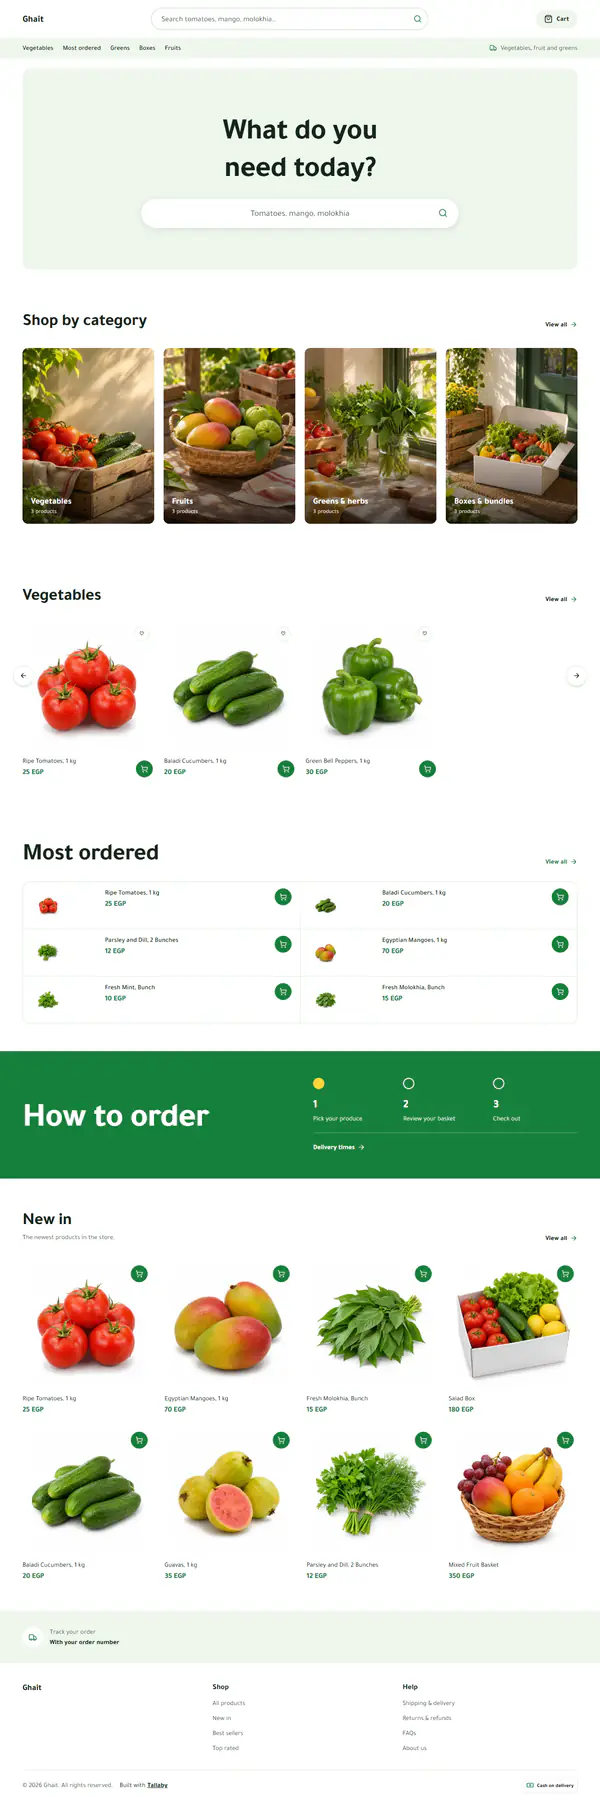 Ghait
Search tomatoes, mango, molokhia...
Cart
Vegetables
Most ordered
Greens
Boxes
Fruits
Vegetables, fruit and greens
What do you
need today?
Tomatoes, mango, molokhia
Shop by category
View all
Vegetables
3 products
Fruits
3 products
Greens & herbs
3 products
Boxes & bundles
3 products
Vegetables
View all
Ripe Tomatoes, 1 kg
25 EGP
Baladi Cucumbers, 1 kg
20 EGP
Green Bell Peppers, 1 kg
30 EGP
Most ordered
View all
Ripe Tomatoes, 1 kg
25 EGP
Baladi Cucumbers, 1 kg
20 EGP
Parsley and Dill, 2 Bunches
12 EGP
Egyptian Mangoes, 1 kg
70 EGP
Fresh Mint, Bunch
10 EGP
Fresh Molokhia, Bunch
15 EGP
How to order
1
Pick your produce
2
Review your basket
3
Check out
Delivery times
New in
The newest products in the store.
View all
Ripe Tomatoes, 1 kg
25 EGP
Egyptian Mangoes, 1 kg
70 EGP
Fresh Molokhia, Bunch
15 EGP
Salad Box
180 EGP
Baladi Cucumbers, 1 kg
20 EGP
Guavas, 1 kg
35 EGP
Parsley and Dill, 2 Bunches
12 EGP
Mixed Fruit Basket
350 EGP
Track your order
With your order number
Ghait
Shop
All products
New in
Best sellers
Top rated
Help
Shipping & delivery
Returns & refunds
FAQs
About us
© 2026 Ghait. All rights reserved.
Built with Tallaby
Cash on delivery